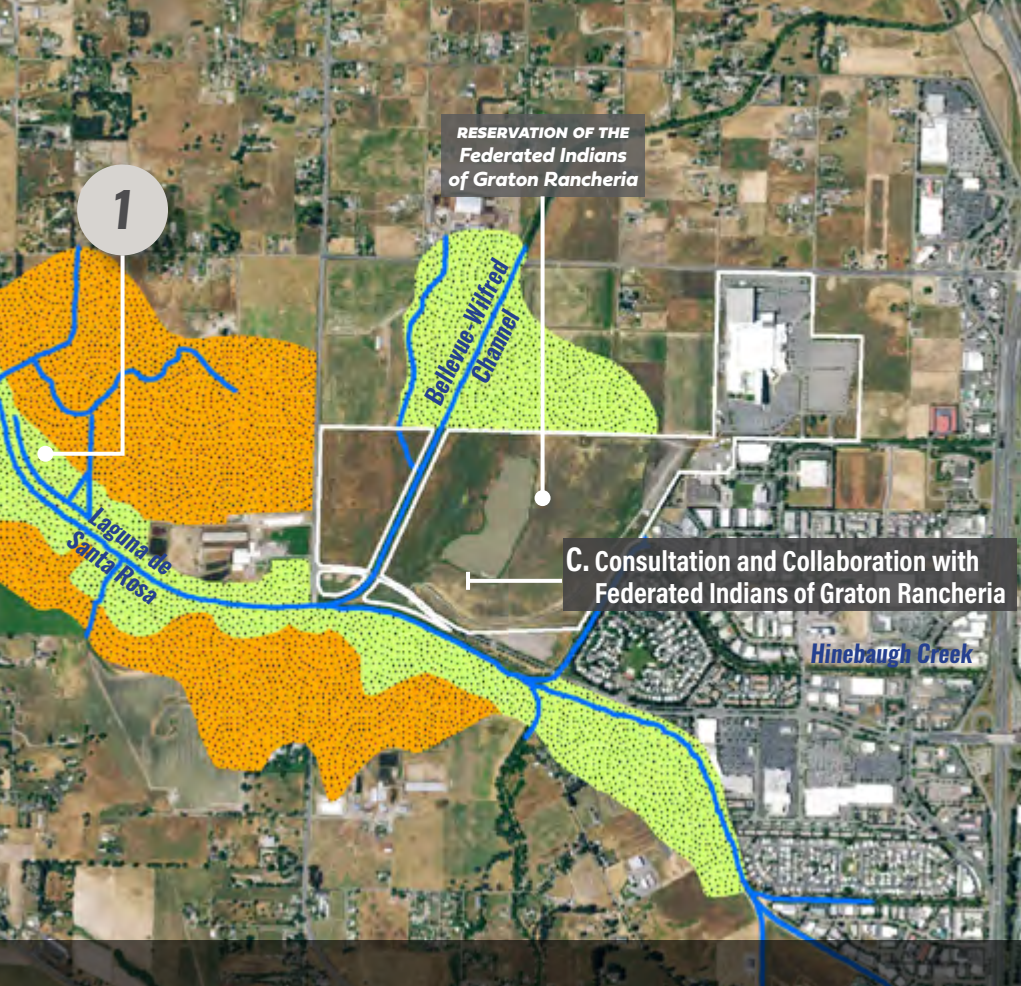 RESERVATION OF THE
Federated Indians
of Graton Rancheria
1
Bellevue-Wilfred
Channel
Laguna de
Santa Rosa
C. Consultation and Collaboration with
Federated Indians of Graton Rancheria
Hinebaugh Creek